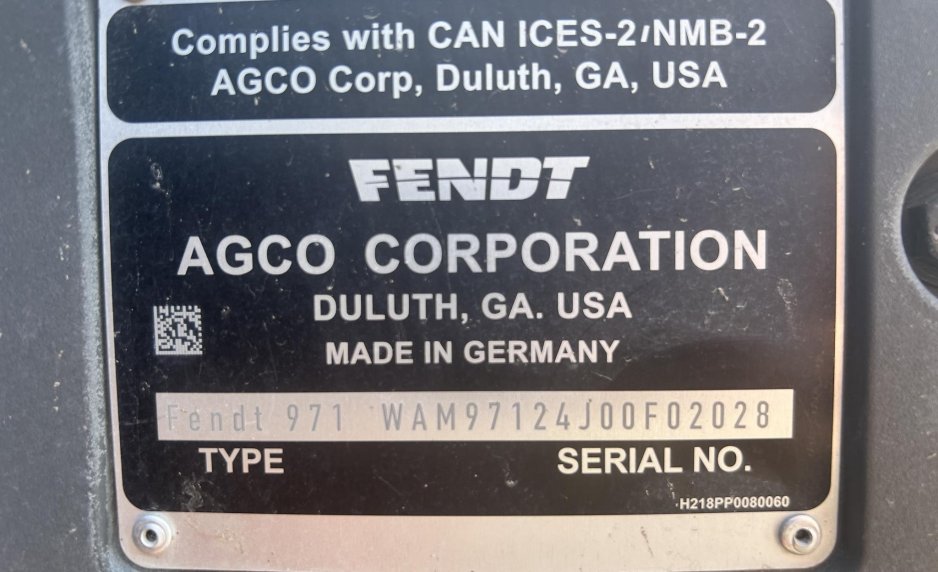 Complies with CAN ICES-2/NMB-2
AGCO Corp, Duluth, GA, USA
FENDT
AGCO CORPORATION
DULUTH, GA. USA
MADE IN GERMANY
Fendt 971 WAM97124J00F02028
TYPE SERIAL NO.
H218PP0080060